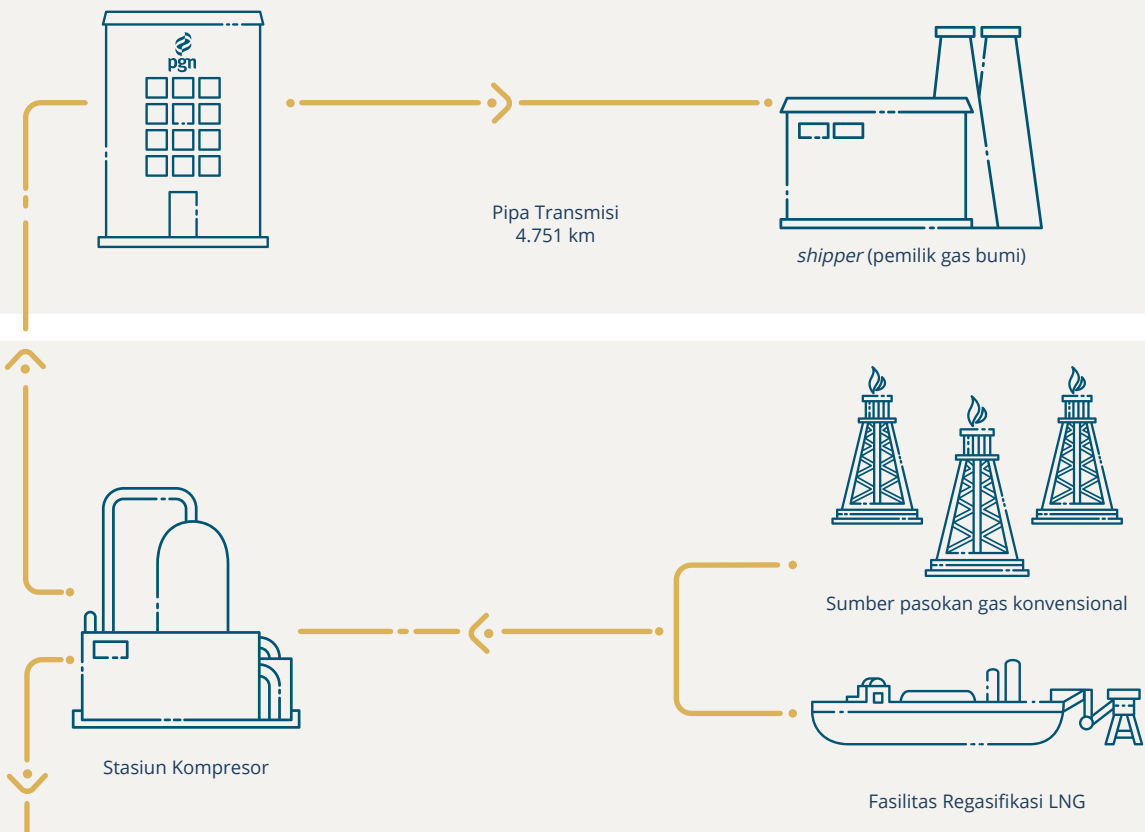 pgn
Pipa Transmisi
4.751 km
shipper (pemilik gas bumi)
Sumber pasokan gas konvensional
Stasiun Kompresor
Fasilitas Regasifikasi LNG